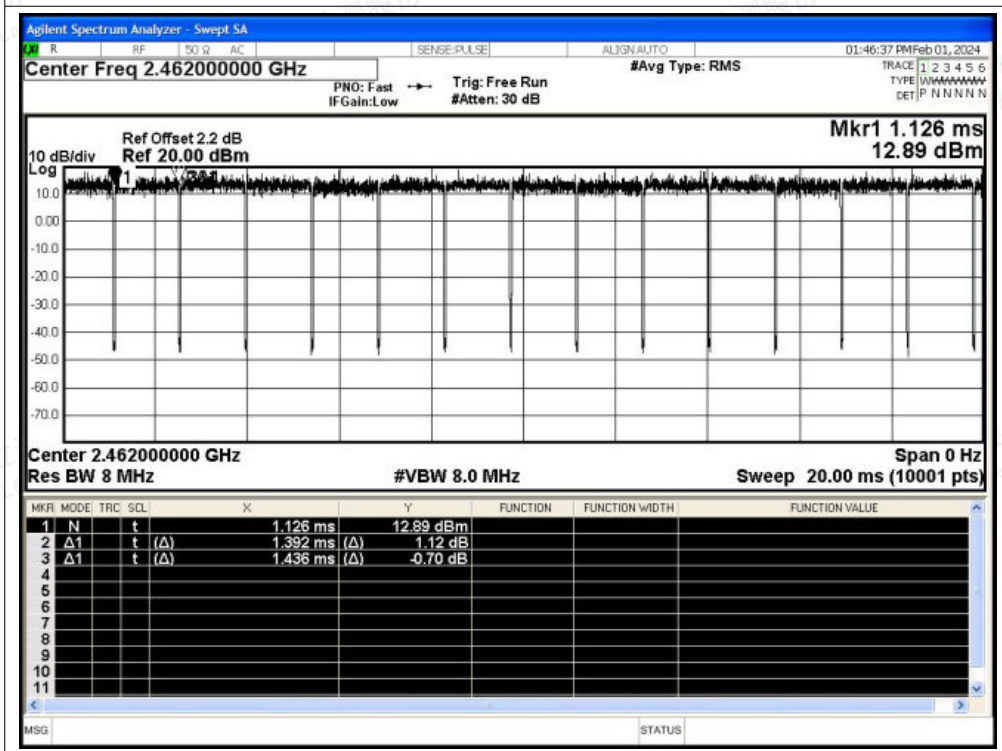 Agilent Spectrum Analyzer - Swept SA
R RF 50 Ω AC SENSE:PULSE ALIGN AUTO 01:46:37 PM Feb 01, 2024
Center Freq 2.462000000 GHz #Avg Type: RMS TRACE 1 2 3 4 5 6
PNO: Fast Trig: Free Run TYPE WWWWWW
IFGain:Low #Atten: 30 dB DET P N N N N N
Mkr1 1.126 ms
Ref Offset 2.2 dB
10 dB/div Ref 20.00 dBm 12.89 dBm
Log
1
10.0
0.00
-10.0
-20.0
-30.0
-40.0
-50.0
-60.0
-70.0
Center 2.462000000 GHz Span 0 Hz
Res BW 8 MHz #VBW 8.0 MHz Sweep 20.00 ms (10001 pts)
MKR MODE TRC SCL X Y FUNCTION FUNCTION WIDTH FUNCTION VALUE
1 N t 1.126 ms 12.89 dBm
2 Δ1 t (Δ) 1.392 ms (Δ) 1.12 dB
3 Δ1 t (Δ) 1.436 ms (Δ) -0.70 dB
4
5
6
7
8
9
10
11
MSG STATUS